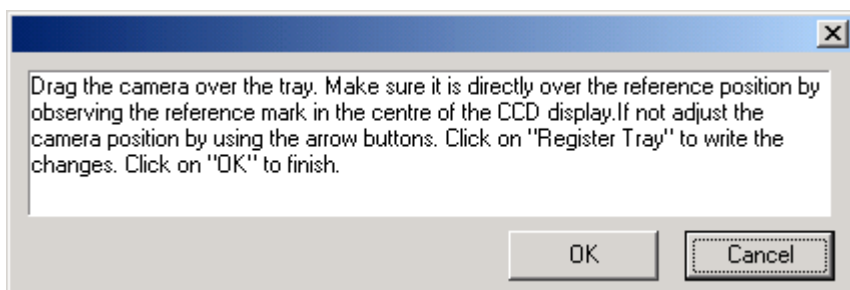 Drag the camera over the tray. Make sure it is directly over the reference position by
observing the reference mark in the centre of the CCD display.If not adjust the
camera position by using the arrow buttons. Click on "Register Tray" to write the
changes. Click on "OK" to finish.
OK
Cancel